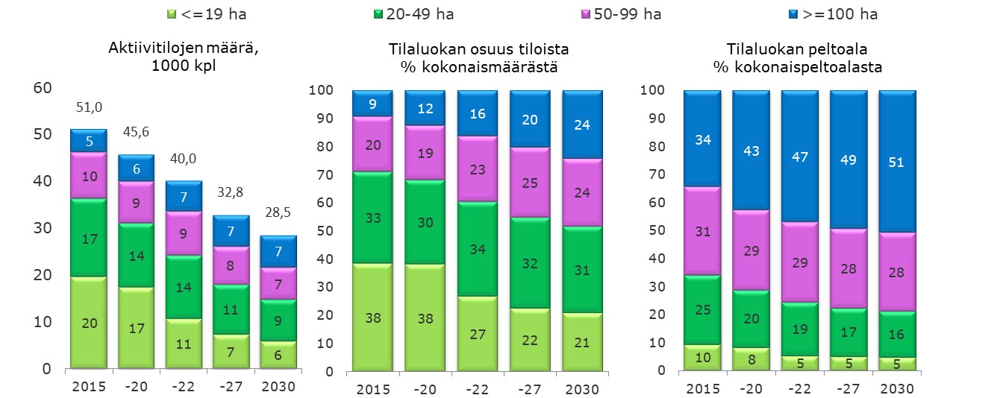 <=19 ha 20-49 ha 50-99 ha >=100 ha
Aktiivitilojen määrä,
1000 kpl
60
50
40
30
20
10
0
51,0
45,6
40,0
32,8
28,5
5 6 7 7 7
10 9 9 8 7
17 14 14 11 9
20 17 11 7 6
2015 -20 -22 -27 2030
Tilaluokan osuus tiloista
% kokonaismäärästä
100
90
80
70
60
50
40
30
20
10
0
9 12 16 20 24
20 19 23 25 24
33 30 34 32 31
38 38 27 22 21
2015 -20 -22 -27 2030
Tilaluokan peltoala
% kokonaispeltoalasta
100
90
80
70
60
50
40
30
20
10
0
34 43 47 49 51
31 29 29 28 28
25 20 19 17 16
10 8 5 5 5
2015 -20 -22 -27 2030